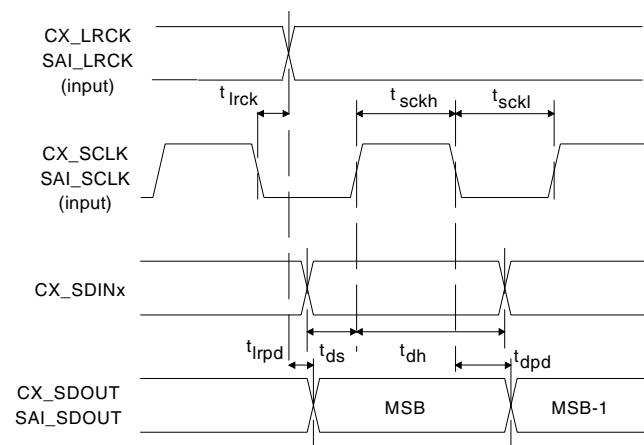 CX_LRCK
SAI_LRCK
(input)
t lrck
t sckh
t sckl
CX_SCLK
SAI_SCLK
(input)
CX_SDINx
t lrpd
t ds
t dh
t dpd
CX_SDOUT
SAI_SDOUT
MSB
MSB-1